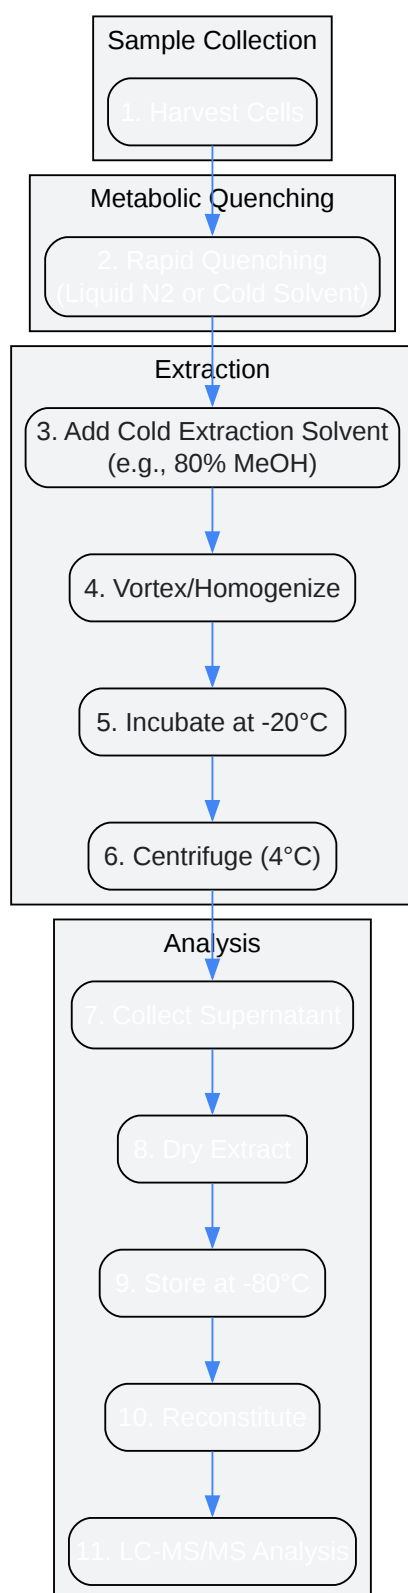 Sample Collection
1. Harvest Cells
Metabolic Quenching
2. Rapid Quenching
(Liquid N2 or Cold Solvent)
Extraction
3. Add Cold Extraction Solvent
(e.g., 80% MeOH)
4. Vortex/Homogenize
5. Incubate at -20°C
6. Centrifuge (4°C)
Analysis
7. Collect Supernatant
8. Dry Extract
9. Store at -80°C
10. Reconstitute
11. LC-MS/MS Analysis